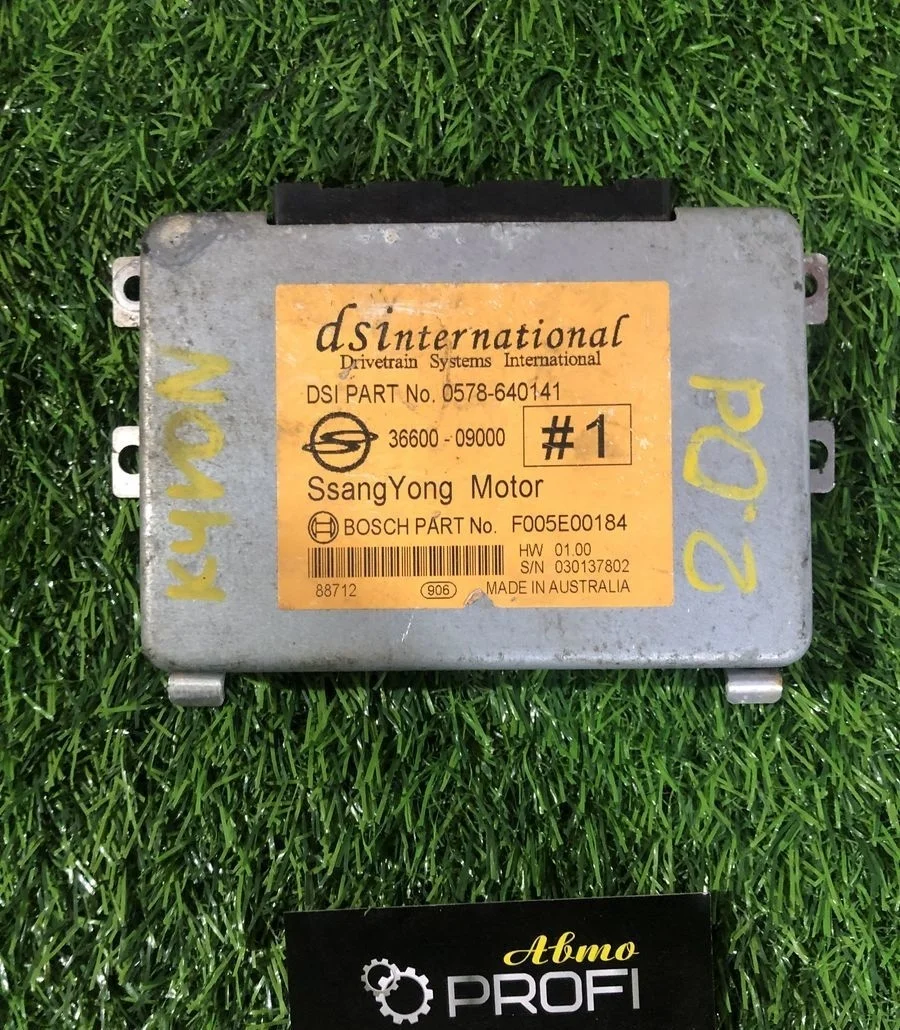 dsInternational
Drivetrain Systems International
DSI PART No. 0578-640141
36600 - 09000
#1
SsangYong Motor
BOSCH PART No. F005E00184
HW 01.00
S/N 030137802
88712
906
MADE IN AUSTRALIA
2.0d
Авто
PROFI